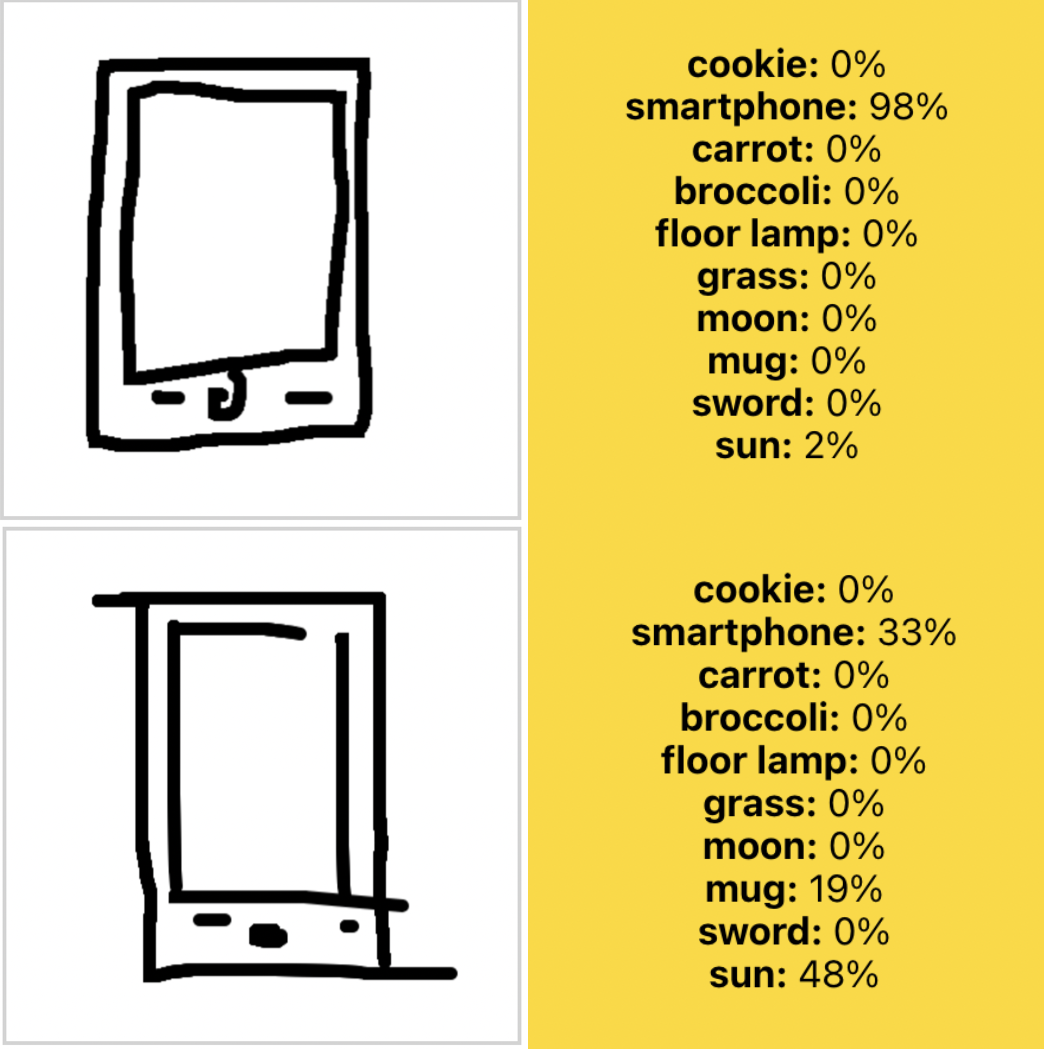 cookie: 0%
smartphone: 98%
carrot: 0%
broccoli: 0%
floor lamp: 0%
grass: 0%
moon: 0%
mug: 0%
sword: 0%
sun: 2%
cookie: 0%
smartphone: 33%
carrot: 0%
broccoli: 0%
floor lamp: 0%
grass: 0%
moon: 0%
mug: 19%
sword: 0%
sun: 48%